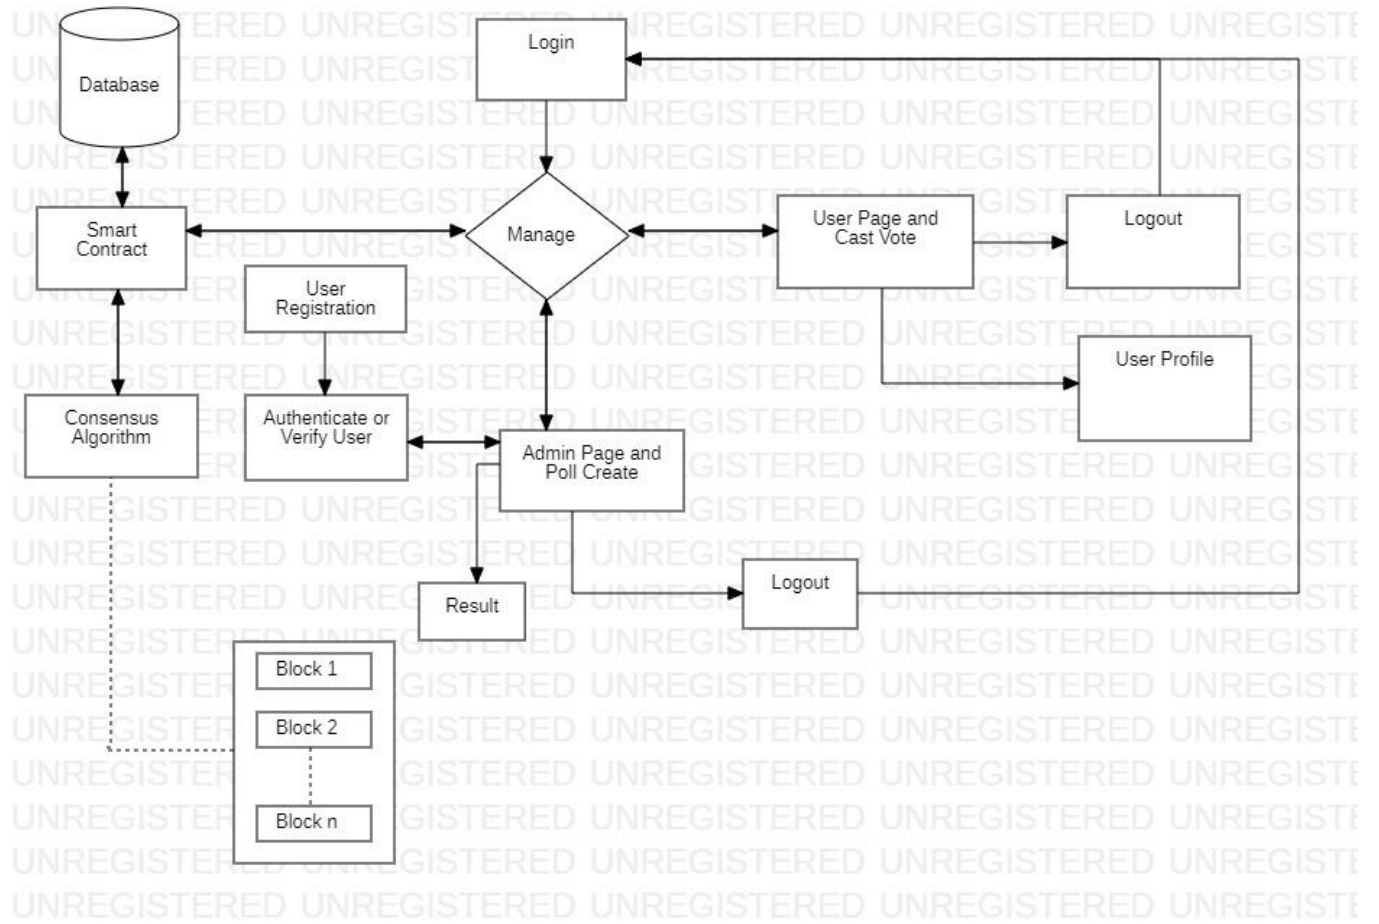 Login
Database
Manage
Smart
Contract
User Page and
Cast Vote
Logout
User
Registration
User Profile
Consensus
Algorithm
Authenticate or
Verify User
Admin Page and
Poll Create
Logout
Result
Block 1
Block 2
Block n
UNREGISTERED